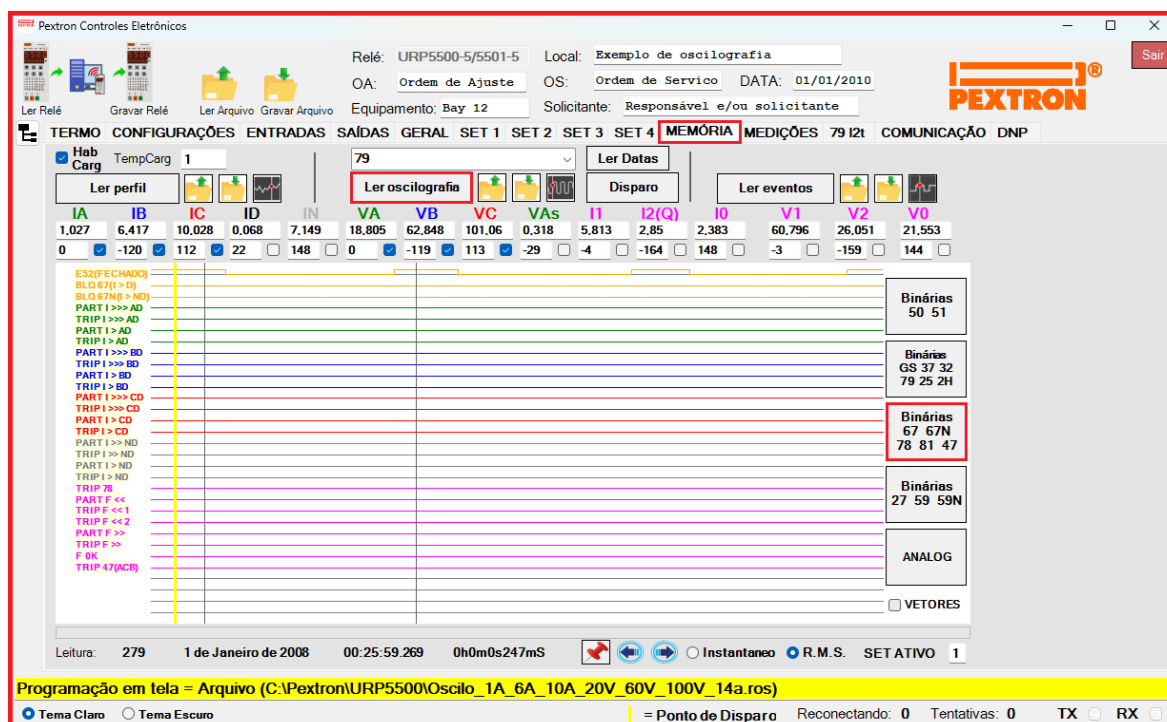 Pextron Controles Eletrônicos
Relé: URP5500-5/5501-5 Local: Exemplo de oscilografia Sair
OA: Ordem de Ajuste OS: Ordem de Servico DATA: 01/01/2010
Ler Relé Gravar Relé Ler Arquivo Gravar Arquivo Equipamento: Bay 12 Solicitante: Responsável e/ou solicitante PEXTRON ®
TERMO CONFIGURAÇÕES ENTRADAS SAÍDAS GERAL SET 1 SET 2 SET 3 SET 4 MEMÓRIA MEDIÇÕES 79 I2t COMUNICAÇÃO DNP
Hab Carg TempCarg 1 79 Ler Datas
Ler perfil Ler oscilografia Disparo Ler eventos
IA IB IC ID IN VA VB VC VAs I1 I2(Q) I0 V1 V2 V0
1,027 6,417 10,028 0,068 7,149 18,805 62,848 101,06 0,318 5,813 2,85 2,383 60,796 26,051 21,553
0 -120 112 22 148 0 -119 113 -29 -4 -164 148 -3 -159 144
E52(FECHADO)
BLQ 67(I > D)
BLQ 67N(I > ND)
PART I >>> AD
TRIP I >>> AD
PART I > AD
TRIP I > AD
PART I >>> BD
TRIP I >>> BD
PART I > BD
TRIP I > BD
PART I >>> CD
TRIP I >>> CD
PART I > CD
TRIP I > CD
PART I >> ND
TRIP I >> ND
PART I > ND
TRIP I > ND
TRIP 78
PART F <<
TRIP F << 1
TRIP F << 2
PART F >>
TRIP F >>
F OK
TRIP 47(ACB)
Binárias
50 51
Binárias
GS 37 32
79 25 2H
Binárias
67 67N
78 81 47
Binárias
27 59 59N
ANALOG
VETORES
Leitura: 279 1 de Janeiro de 2008 00:25:59.269 0h0m0s247mS Instantaneo R.M.S. SET ATIVO 1
Programação em tela = Arquivo (C:\Pextron\URP5500\Oscilo_1A_6A_10A_20V_60V_100V_14a.ros)
Tema Claro Tema Escuro = Ponto de Disparo Reconectando: 0 Tentativas: 0 TX RX